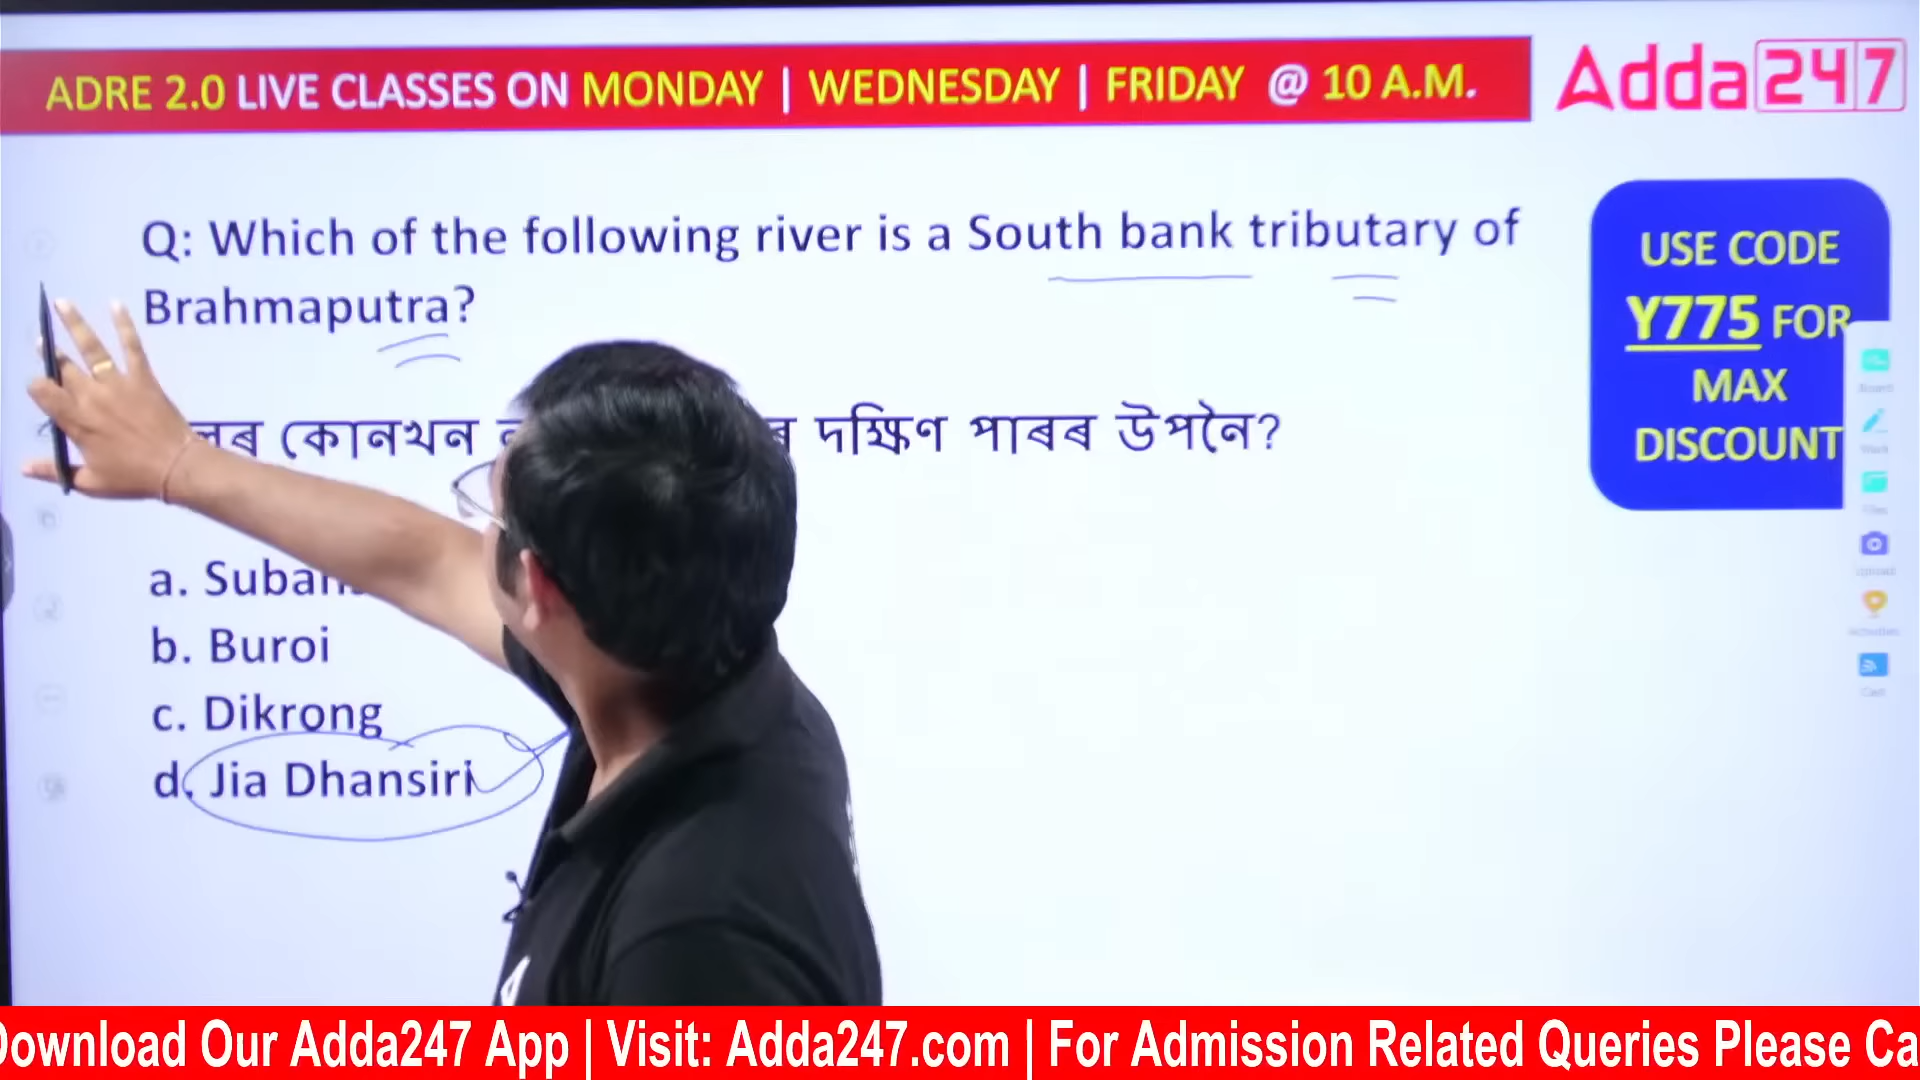 ADRE 2.0 LIVE CLASSES ON MONDAY | WEDNESDAY | FRIDAY @ 10 A.M.
Adda247
Q: Which of the following river is a South bank tributary of
Brahmaputra?
USE CODE
Y775 FOR
MAX
DISCOUNT
কোনখন দক্ষিণ পাৰৰ উপনৈ?
a.
b. Buroi
c. Dikrong
d. Jia Dhansiri
Download Our Adda247 App | Visit: Adda247.com | For Admission Related Queries Please Ca